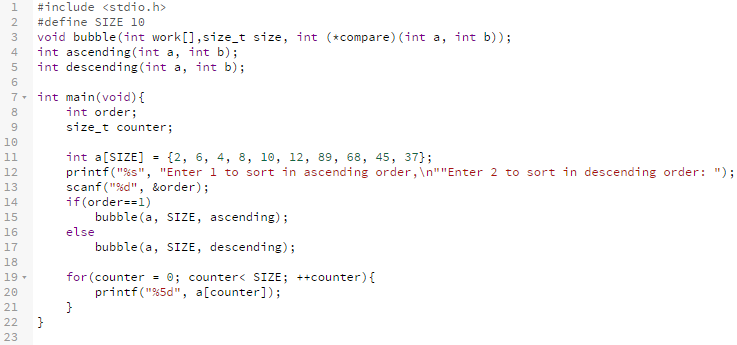 1 #include <stdio.h>
2 #define SIZE 10
3 void bubble(int work[],size_t size, int (*compare)(int a, int b));
4 int ascending(int a, int b);
5 int descending(int a, int b);
6
7 int main(void){
8 int order;
9 size_t counter;
10
11 int a[SIZE] = {2, 6, 4, 8, 10, 12, 89, 68, 45, 37};
12 printf("%s", "Enter 1 to sort in ascending order,\n""Enter 2 to sort in descending order: ");
13 scanf("%d", &order);
14 if(order==1)
15 bubble(a, SIZE, ascending);
16 else
17 bubble(a, SIZE, descending);
18
19 for(counter = 0; counter< SIZE; ++counter){
20 printf("%5d", a[counter]);
21 }
22 }
23